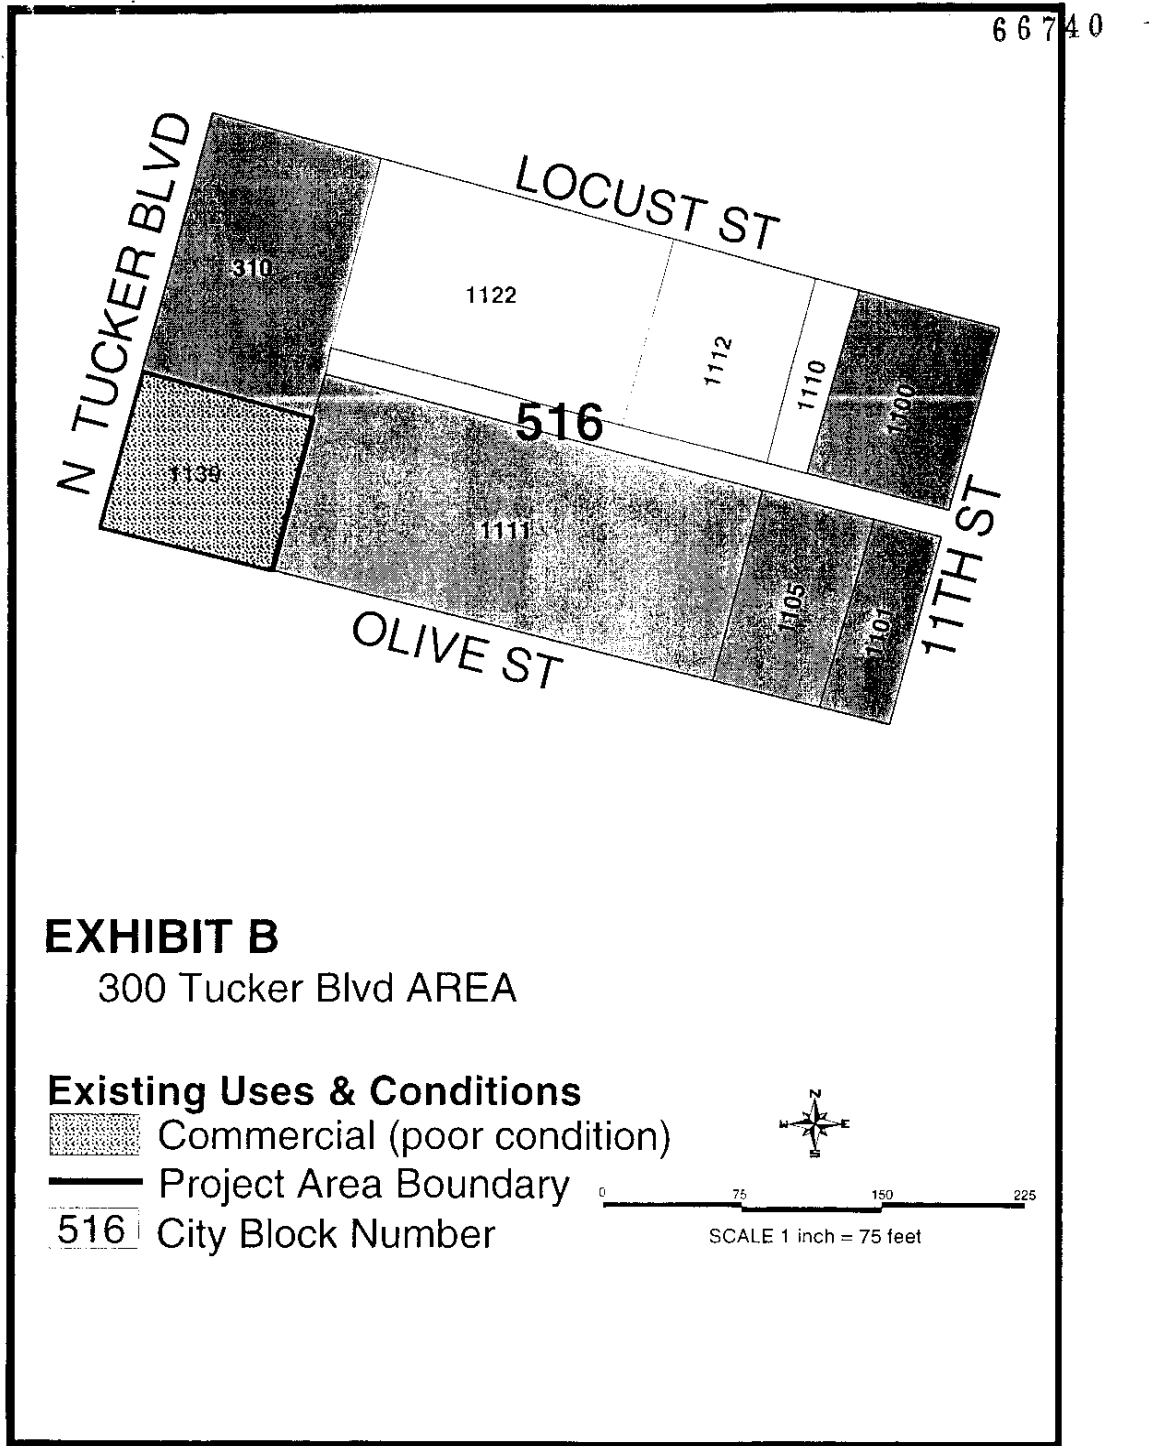 66740
LOCUST ST
N TUCKER BLVD
310
1122
1112
1110
1100
516
1139
1111
1105
1101
11TH ST
OLIVE ST
EXHIBIT B
300 Tucker Blvd AREA
Existing Uses & Conditions
Commercial (poor condition)
Project Area Boundary
516 City Block Number
N
W E
S
0 75 150 225
SCALE 1 inch = 75 feet